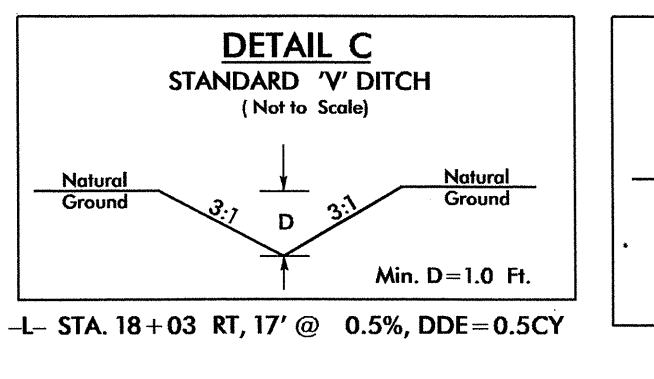 DETAIL C
STANDARD 'V' DITCH
(Not to Scale)
Natural
Ground
3:1
D
3:1
Natural
Ground
Min. D=1.0 Ft.
-L- STA. 18+03 RT, 17' @ 0.5%, DDE=0.5CY